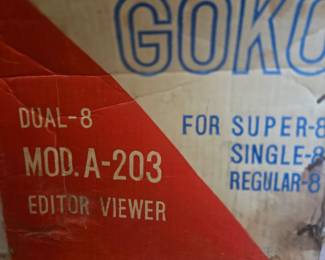 GOKO
DUAL-8
MOD. A-203
EDITOR VIEWER
FOR SUPER-8
SINGLE-8
REGULAR-8